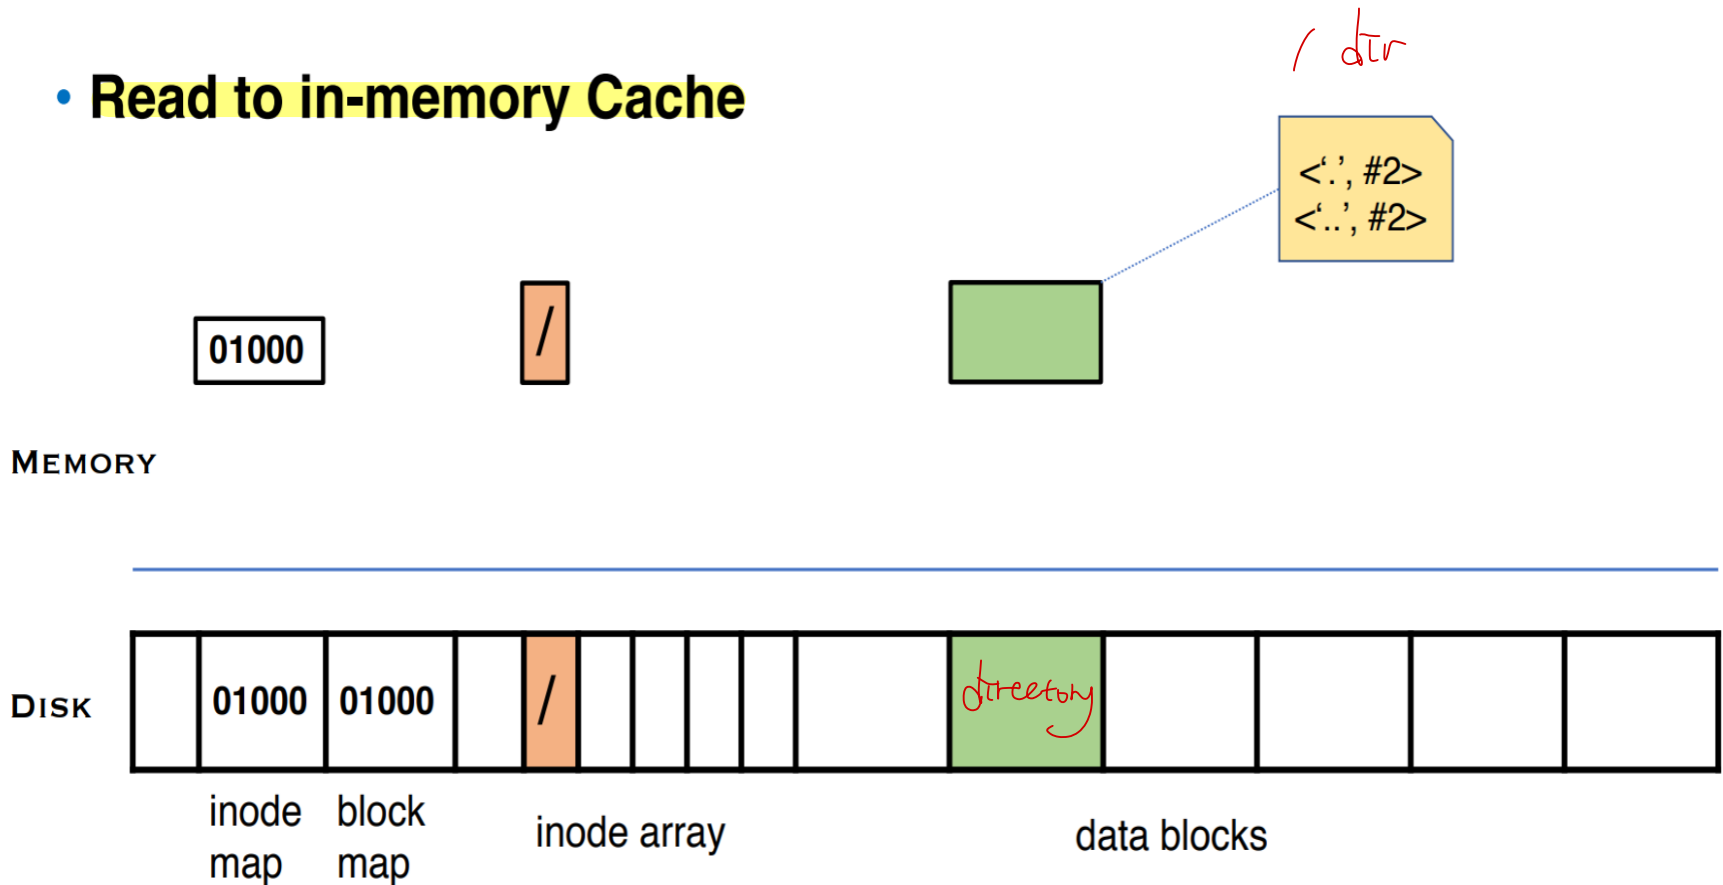 / dir
• Read to in-memory Cache
<‘.’, #2>
<‘..’, #2>
01000
/
MEMORY
DISK
01000 01000 / directory
inode map
block map
inode array
data blocks